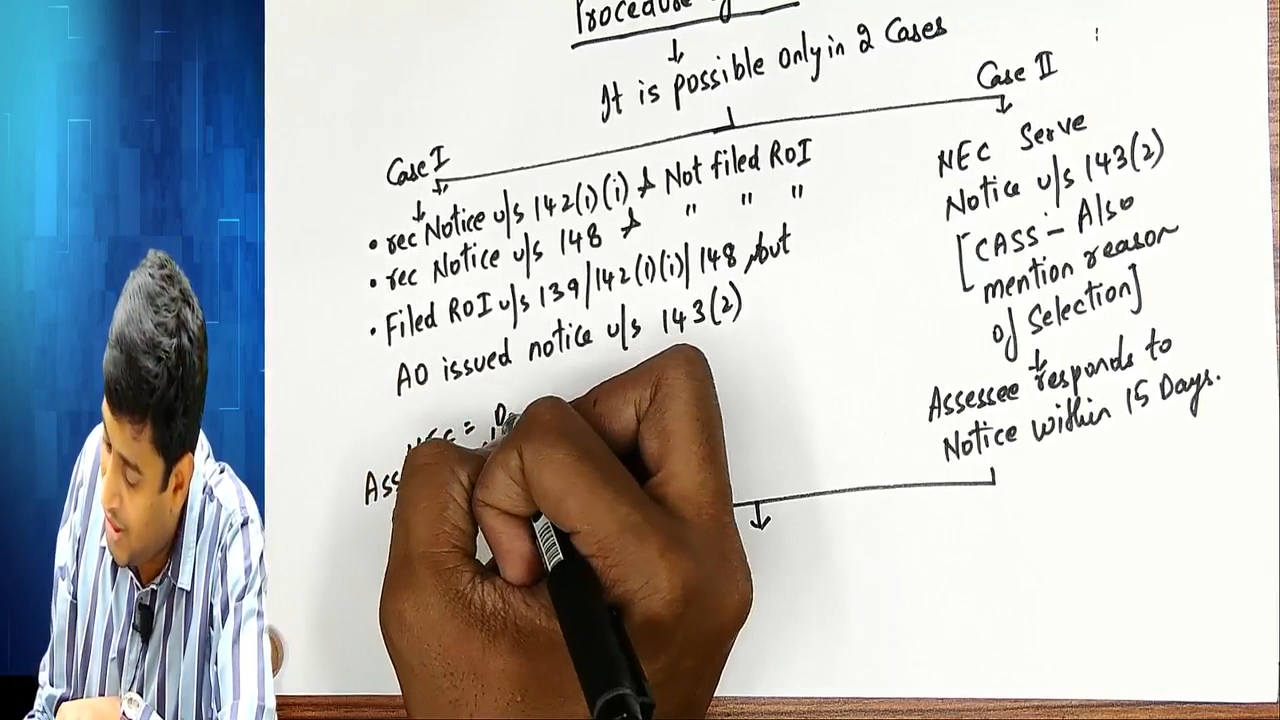 Procedure
It is possible only in 2 Cases
Case I
• rec Notice u/s 142(1)(i) & Not filed RoI
• rec Notice u/s 148 & " " "
• Filed RoI u/s 139/142(1)(i)/148, but
AO issued notice u/s 143(2)
Ass
Case II
NEC Serve
Notice u/s 143(2)
[CASS - Also
mention reason
of Selection]
Assessee responds to
Notice within 15 Days.